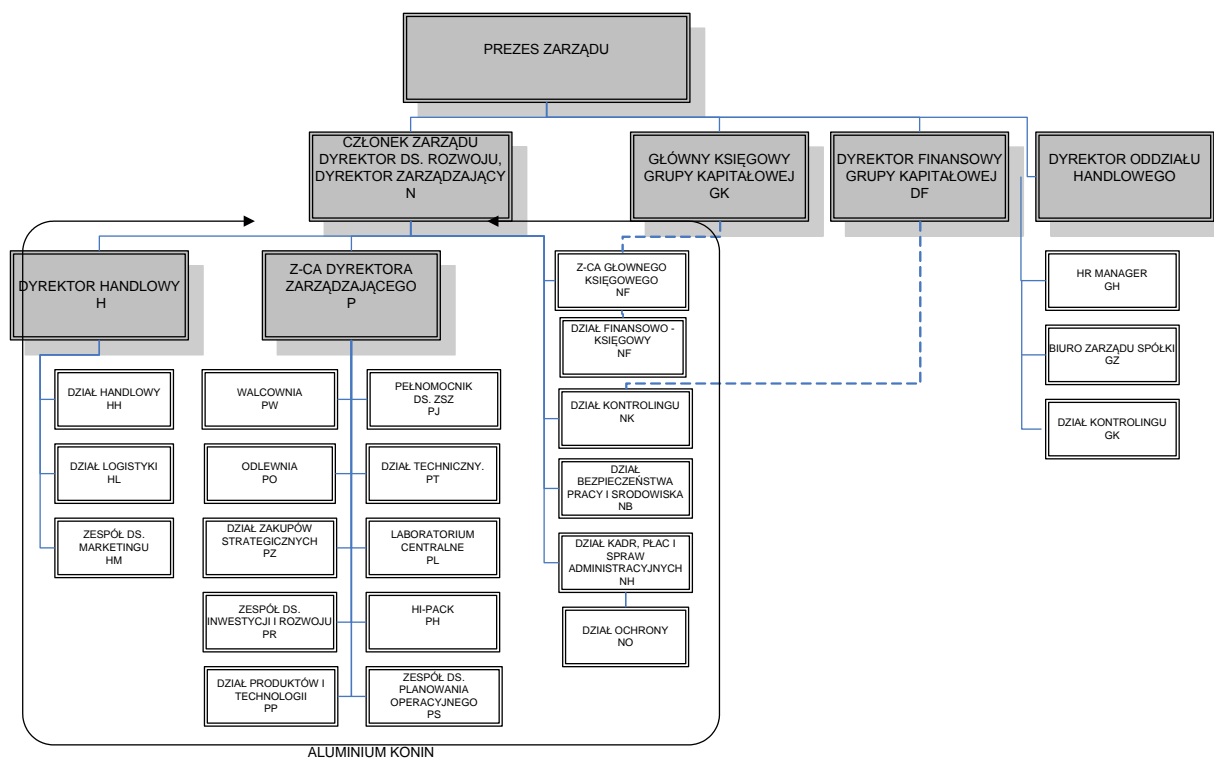 PREZES ZARZĄDU
CZŁONEK ZARZĄDU
DYREKTOR DS. ROZWOJU,
DYREKTOR ZARZĄDZAJĄCY
N
GŁÓWNY KSIĘGOWY
GRUPY KAPITAŁOWEJ
GK
DYREKTOR FINANSOWY
GRUPY KAPITAŁOWEJ
DF
DYREKTOR ODDZIAŁU
HANDLOWEGO
DYREKTOR HANDLOWY
H
Z-CA DYREKTORA
ZARZĄDZAJĄCEGO
P
Z-CA GŁOWNEGO
KSIĘGOWEGO
NF
DZIAŁ FINANSOWO -
KSIĘGOWY
NF
HR MANAGER
GH
BIURO ZARZĄDU SPÓŁKI
GZ
DZIAŁ KONTROLINGU
GK
DZIAŁ HANDLOWY
HH
DZIAŁ LOGISTYKI
HL
ZESPÓŁ DS.
MARKETINGU
HM
WALCOWNIA
PW
PEŁNOMOCNIK
DS. ZSZ
PJ
ODLEWNIA
PO
DZIAŁ TECHNICZNY.
PT
DZIAŁ ZAKUPÓW
STRATEGICZNYCH
PZ
LABORATORIUM
CENTRALNE
PL
ZESPÓŁ DS.
INWESTYCJI I ROZWOJU
PR
HI-PACK
PH
DZIAŁ PRODUKTÓW I
TECHNOLOGII
PP
ZESPÓŁ DS.
PLANOWANIA
OPERACYJNEGO
PS
DZIAŁ KONTROLINGU
NK
DZIAŁ
BEZPIECZEŃSTWA
PRACY I SRODOWISKA
NB
DZIAŁ KADR, PŁAC I
SPRAW
ADMINISTRACYJNYCH
NH
DZIAŁ OCHRONY
NO
ALUMINIUM KONIN